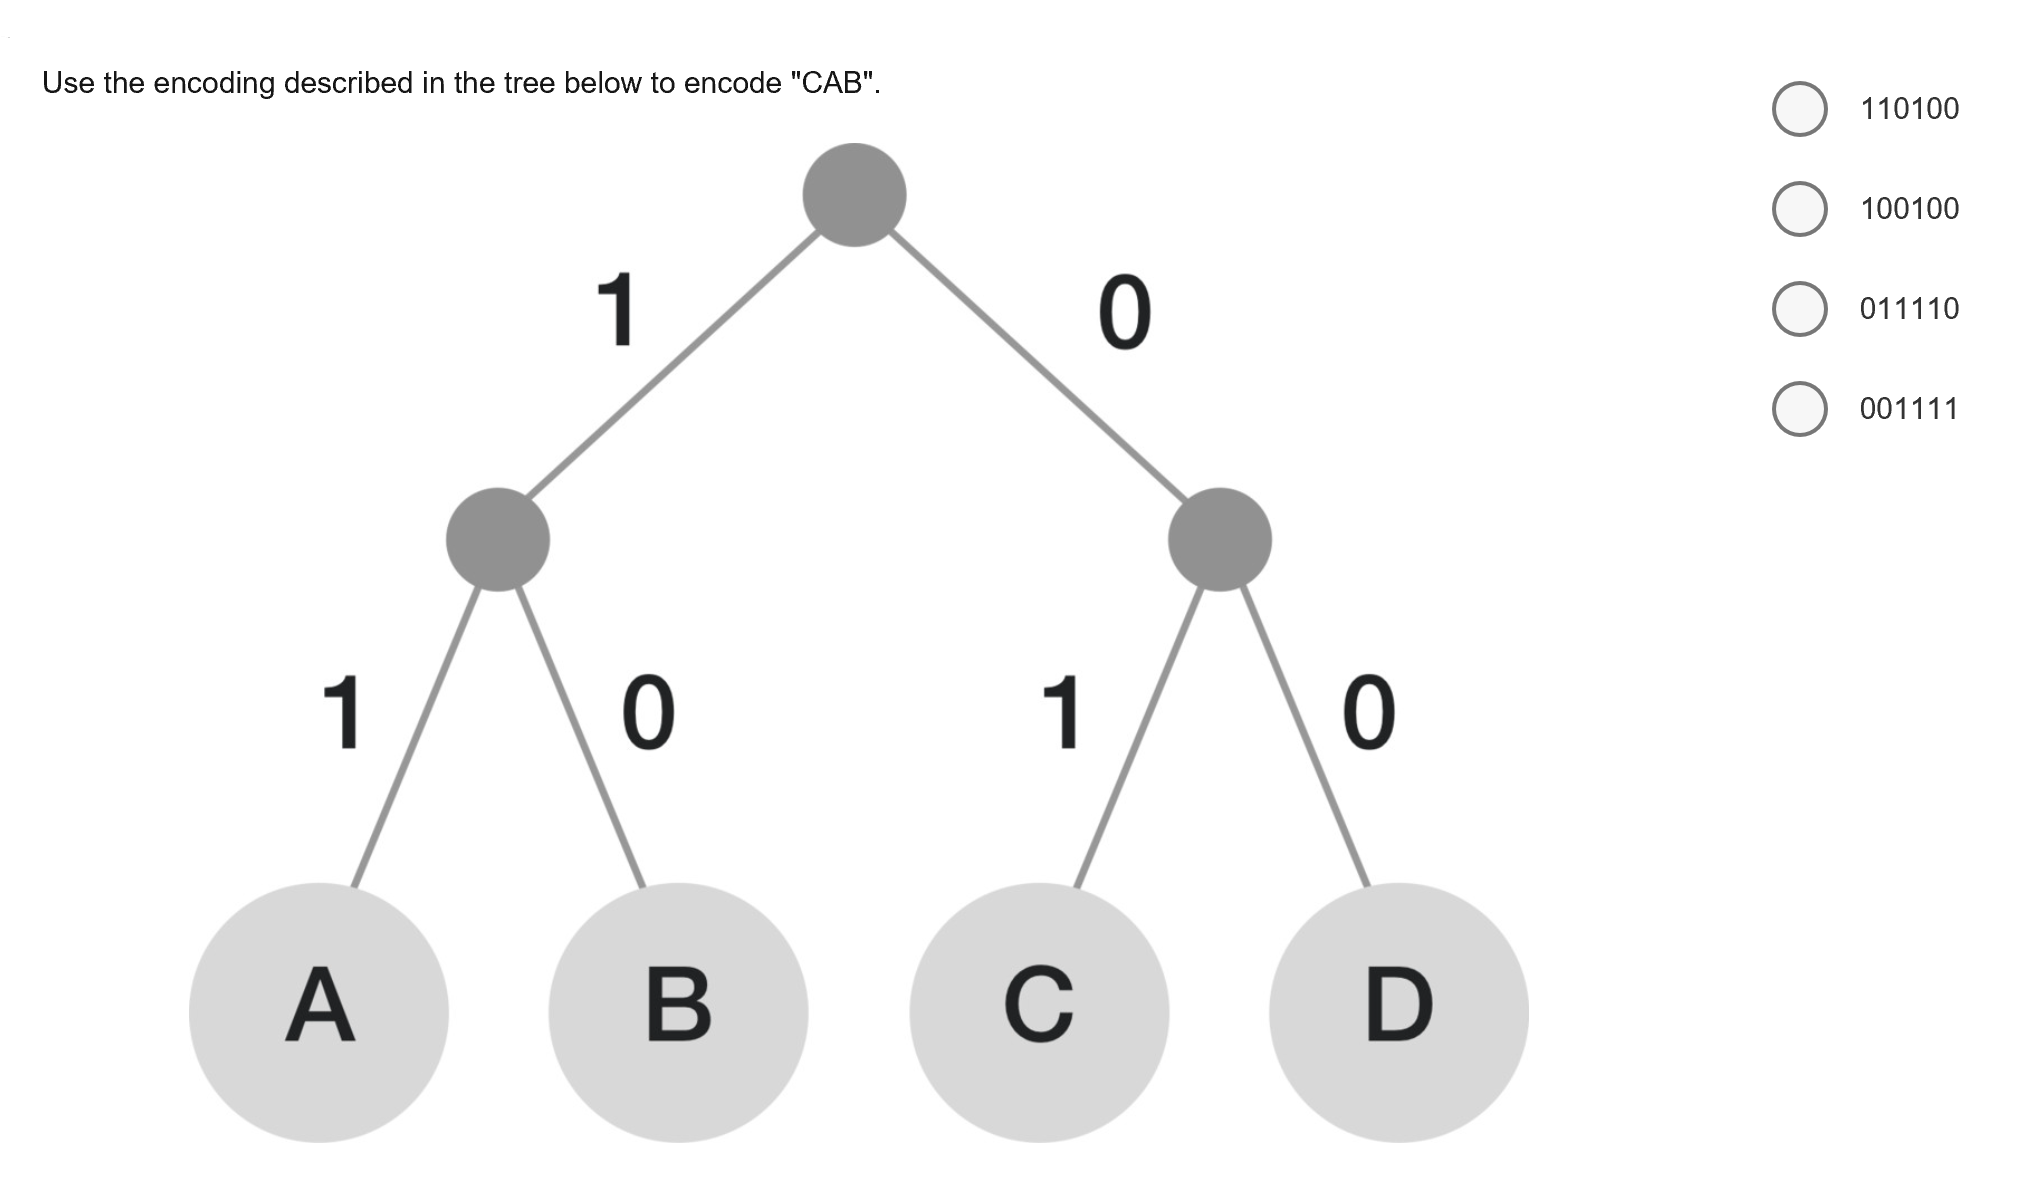 Use the encoding described in the tree below to encode "CAB".
1 0
1 0 1 0
A B C D
110100
100100
011110
001111